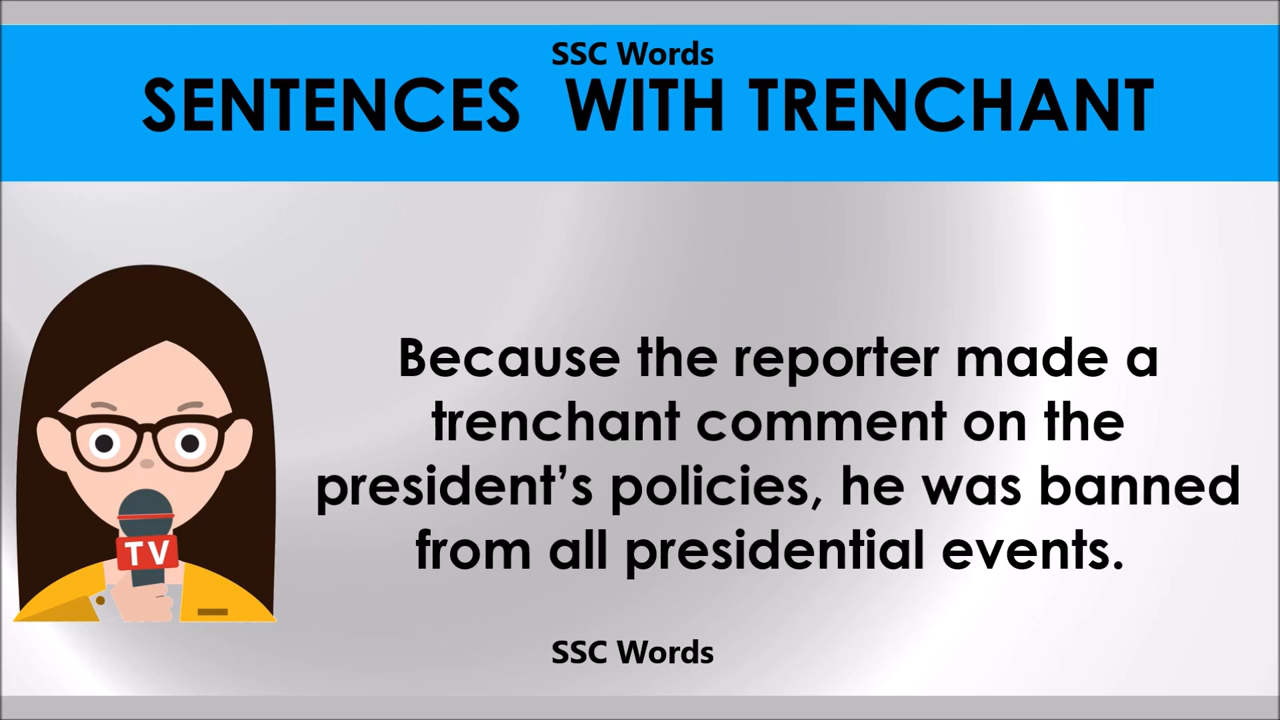 SSC Words
SENTENCES WITH TRENCHANT
Because the reporter made a
trenchant comment on the
president’s policies, he was banned
from all presidential events.
TV
SSC Words